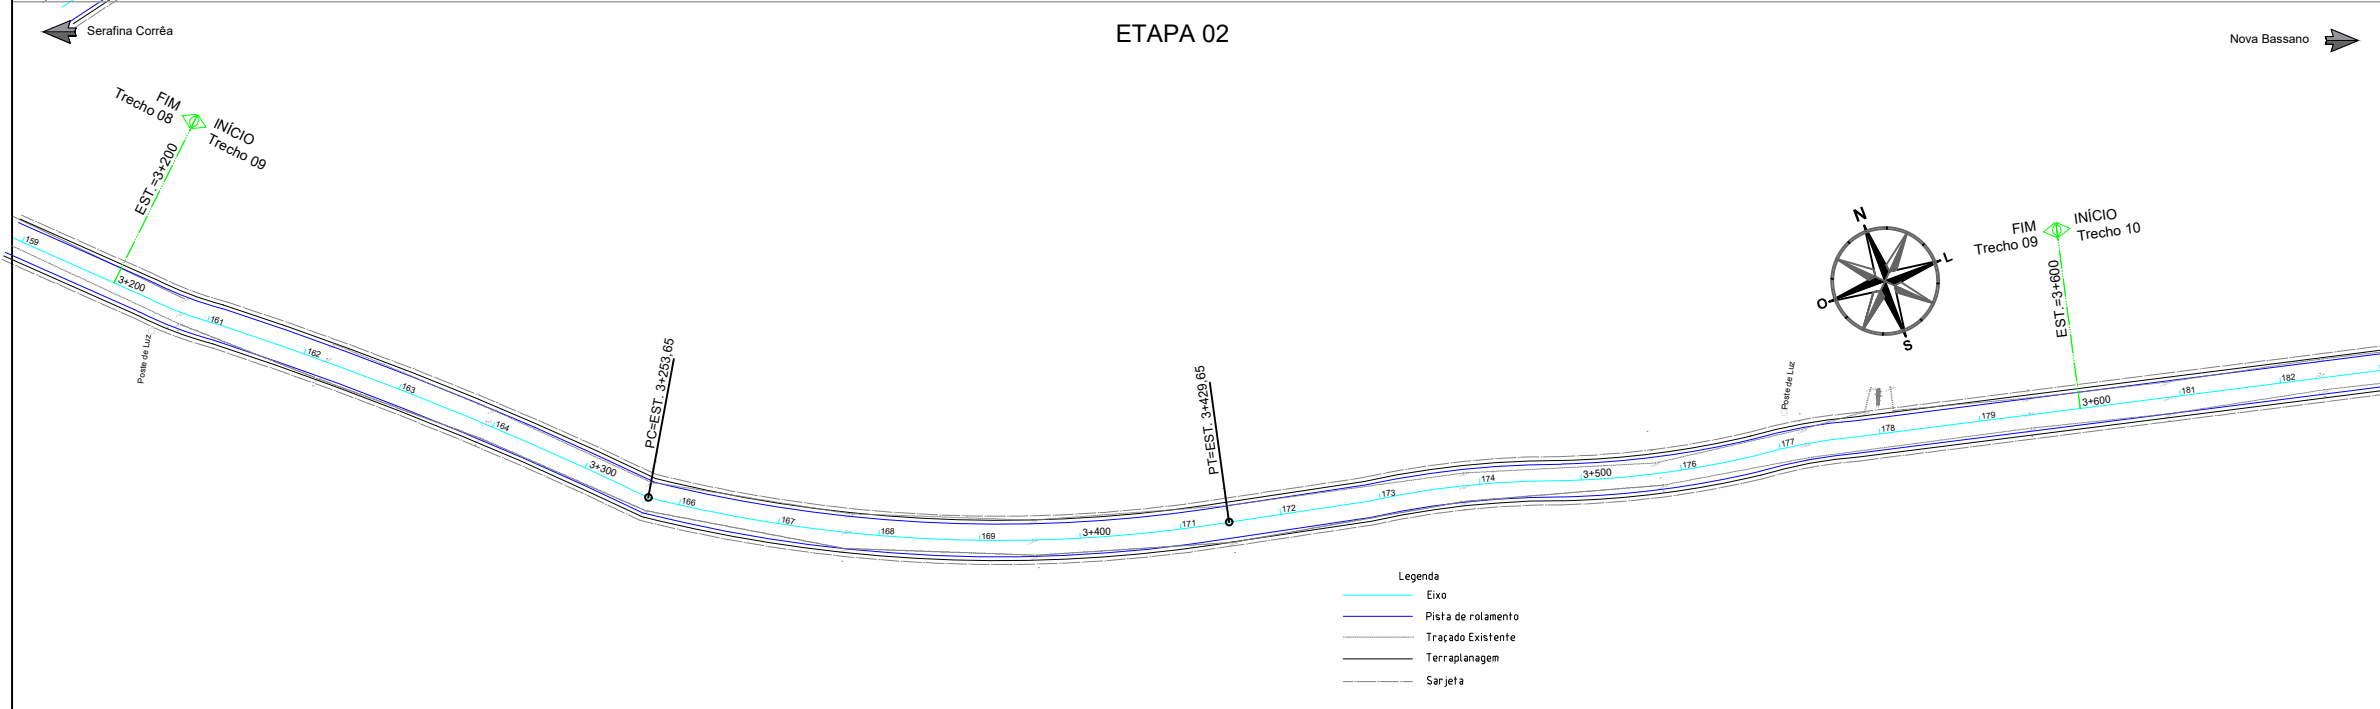 ETAPA 02
Serafina Corrêa
Nova Bassano
FIM
Trecho 08
INÍCIO
Trecho 09
EST.=3+200
159
3+200
161
162
163
164
3+300
Poste de Luz
PC=EST. 3+253,65
166
167
168
169
3+400
171
PT=EST. 3+429,65
172
173
174
3+500
176
177
178
179
3+600
181
182
Poste de Luz
N
L
O
S
FIM
Trecho 09
INÍCIO
Trecho 10
EST.=3+600
Legenda
Eixo
Pista de rolamento
Traçado Existente
Terraplanagem
Sarjeta